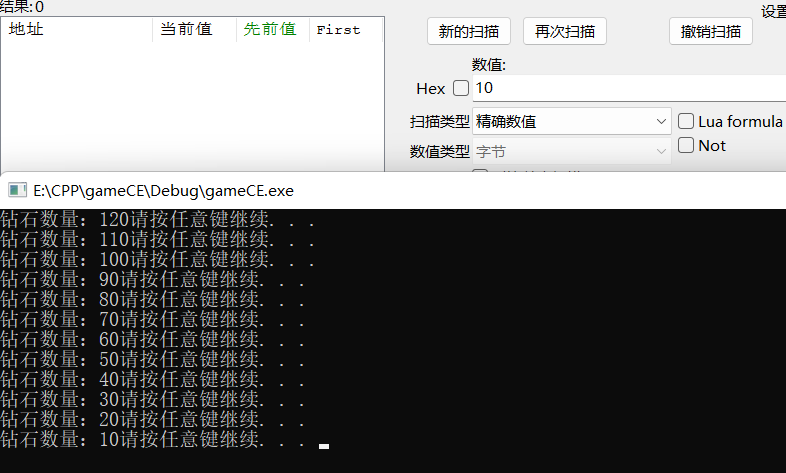 结果:0
设置
地址 当前值 先前值 First
新的扫描 再次扫描 撤销扫描
数值:
Hex 10
扫描类型 精确数值 Lua formula
数值类型 字节 Not
E:\CPP\gameCE\Debug\gameCE.exe
钻石数量：120请按任意键继续. . .
钻石数量：110请按任意键继续. . .
钻石数量：100请按任意键继续. . .
钻石数量：90请按任意键继续. . .
钻石数量：80请按任意键继续. . .
钻石数量：70请按任意键继续. . .
钻石数量：60请按任意键继续. . .
钻石数量：50请按任意键继续. . .
钻石数量：40请按任意键继续. . .
钻石数量：30请按任意键继续. . .
钻石数量：20请按任意键继续. . .
钻石数量：10请按任意键继续. . .